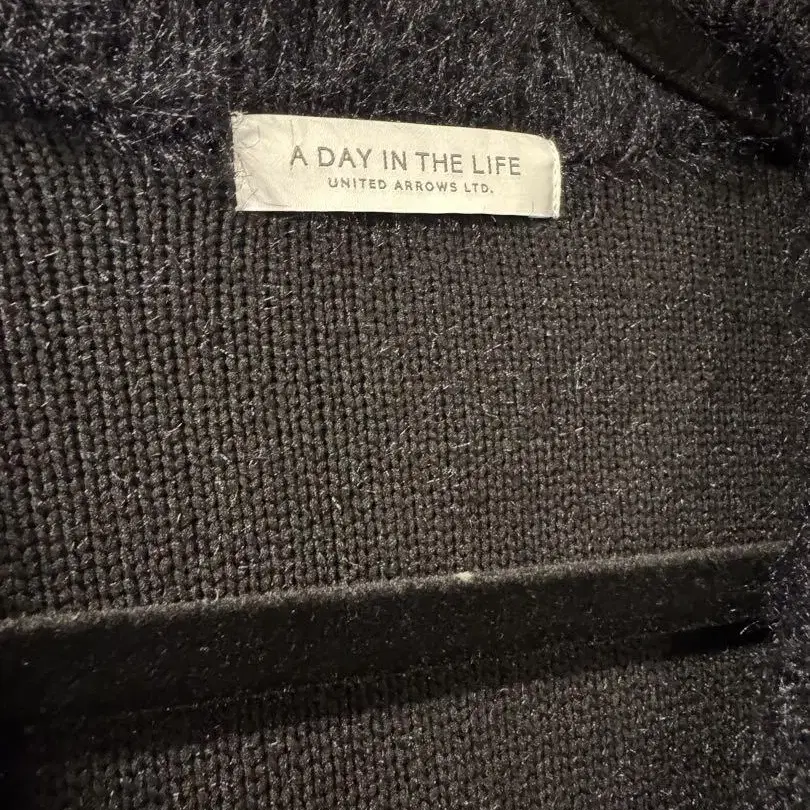 A DAY IN THE LIFE
UNITED ARROWS LTD.